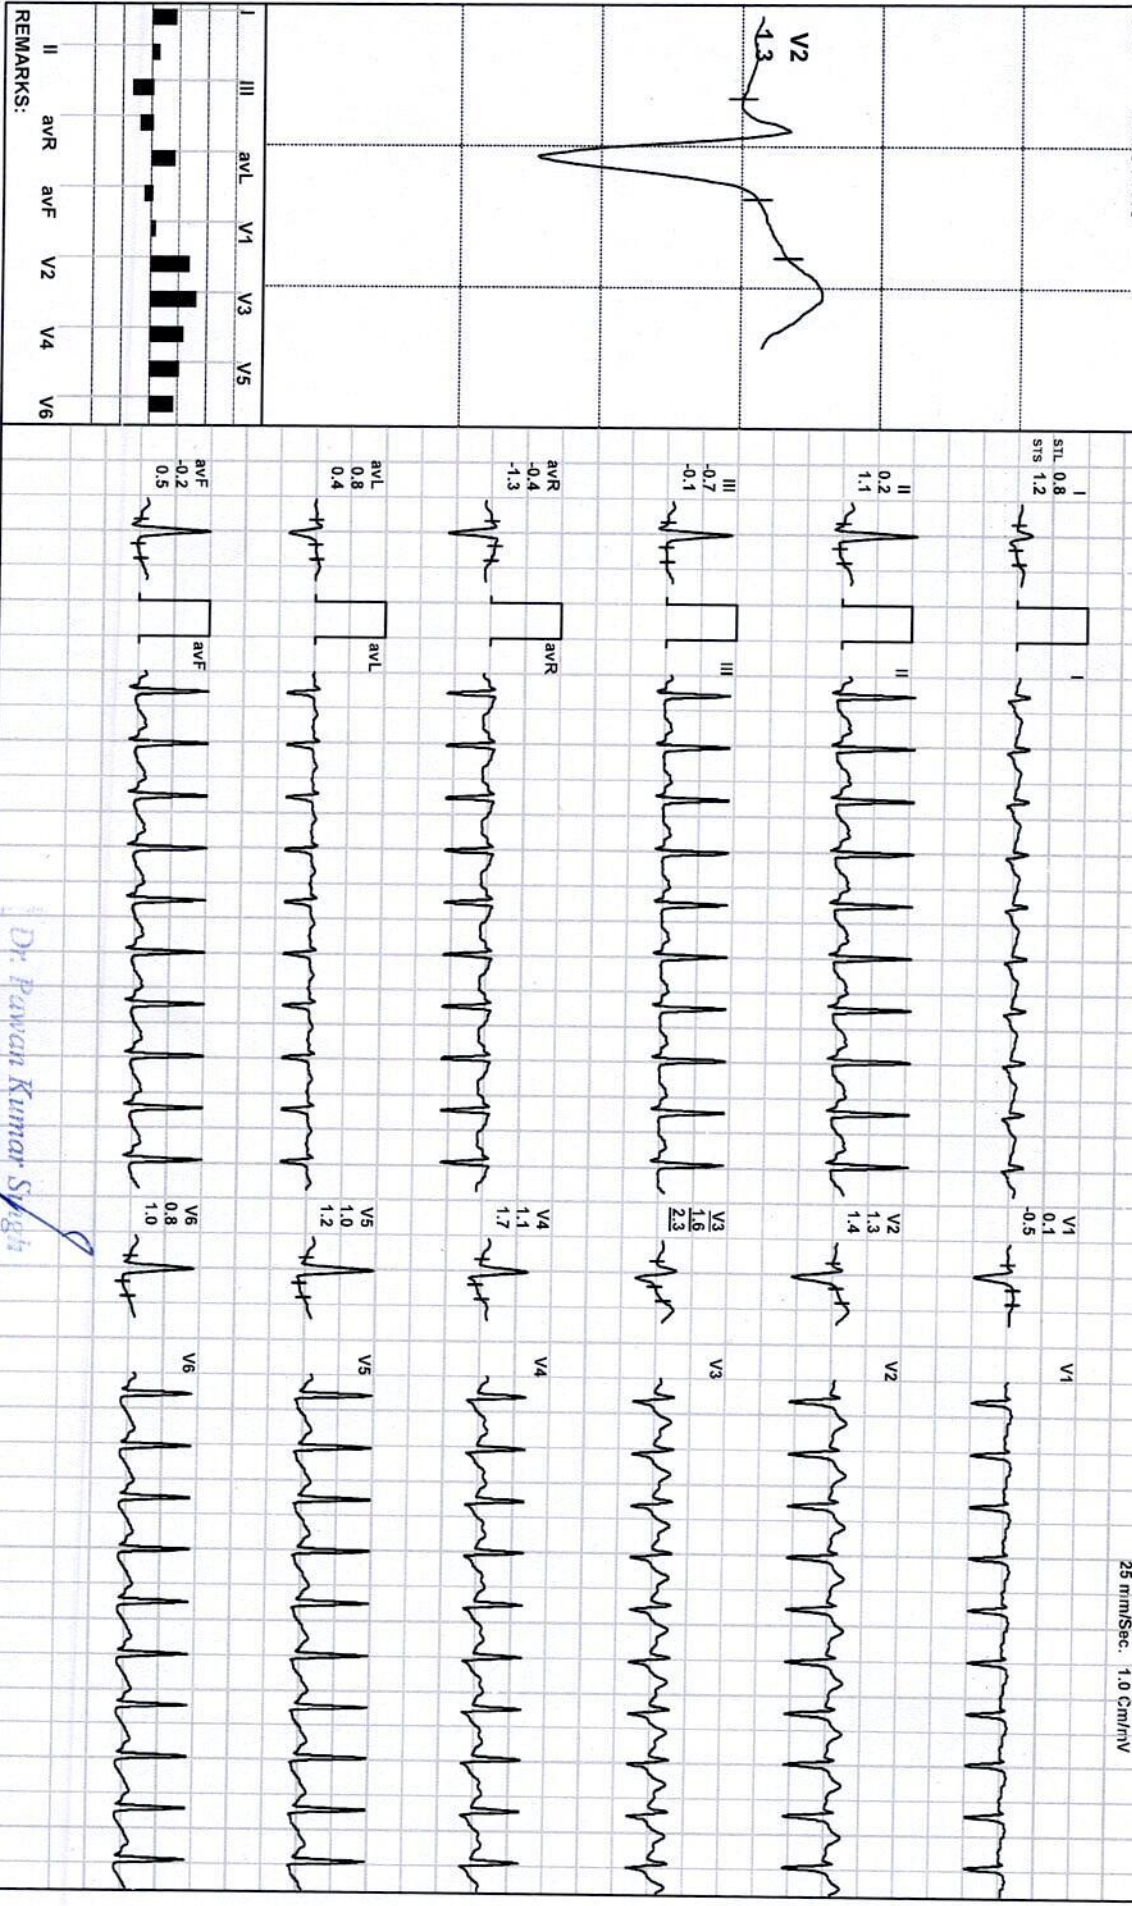 25 mm/Sec. 1.0 Cm/mV
V2
1.3
I
STL 0.8
STS 1.2
I
V1
0.1
-0.5
V1
II
0.2
1.1
II
V2
1.3
1.4
V2
III
-0.7
-0.1
III
V3
1.6
2.3
V3
avR
-0.4
-1.3
avR
V4
1.1
1.7
V4
avL
0.8
0.4
avL
V5
1.0
1.2
V5
avF
-0.2
0.5
avF
V6
0.8
1.0
V6
I III avL V1 V3 V5
II avR avF V2 V4 V6
REMARKS:
Dr. Pawan Kumar Singh